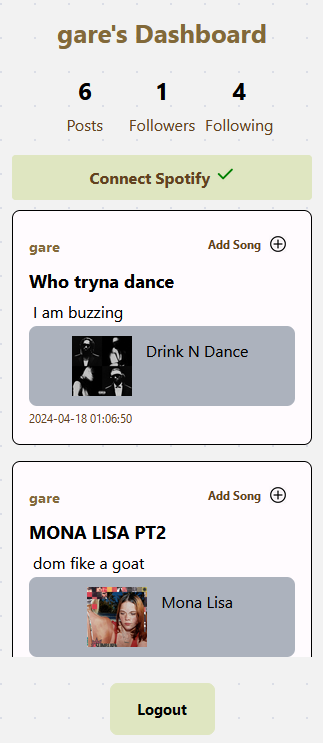 gare's Dashboard
6 1 4
Posts Followers Following
Connect Spotify
gare Add Song
Who tryna dance
I am buzzing
Drink N Dance
2024-04-18 01:06:50
gare Add Song
MONA LISA PT2
dom fike a goat
Mona Lisa
Logout